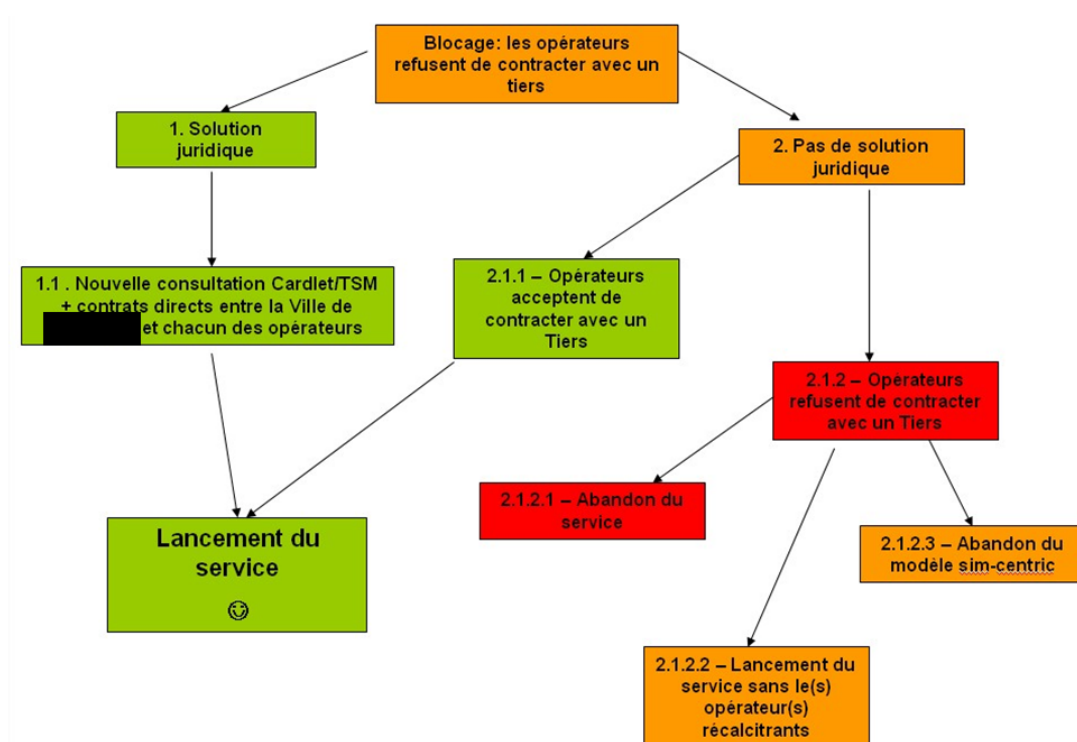 Blocage: les opérateurs
refusent de contracter avec un
tiers
1. Solution
juridique
2. Pas de solution
juridique
1.1 . Nouvelle consultation Cardlet/TSM
+ contrats directs entre la Ville de
et chacun des opérateurs
2.1.1 – Opérateurs
acceptent de
contracter avec un
Tiers
2.1.2 – Opérateurs
refusent de contracter
avec un Tiers
2.1.2.1 – Abandon du
service
Lancement du
service
☺
2.1.2.3 – Abandon du
modèle sim-centric
2.1.2.2 – Lancement du
service sans le(s)
opérateur(s)
récalcitrants